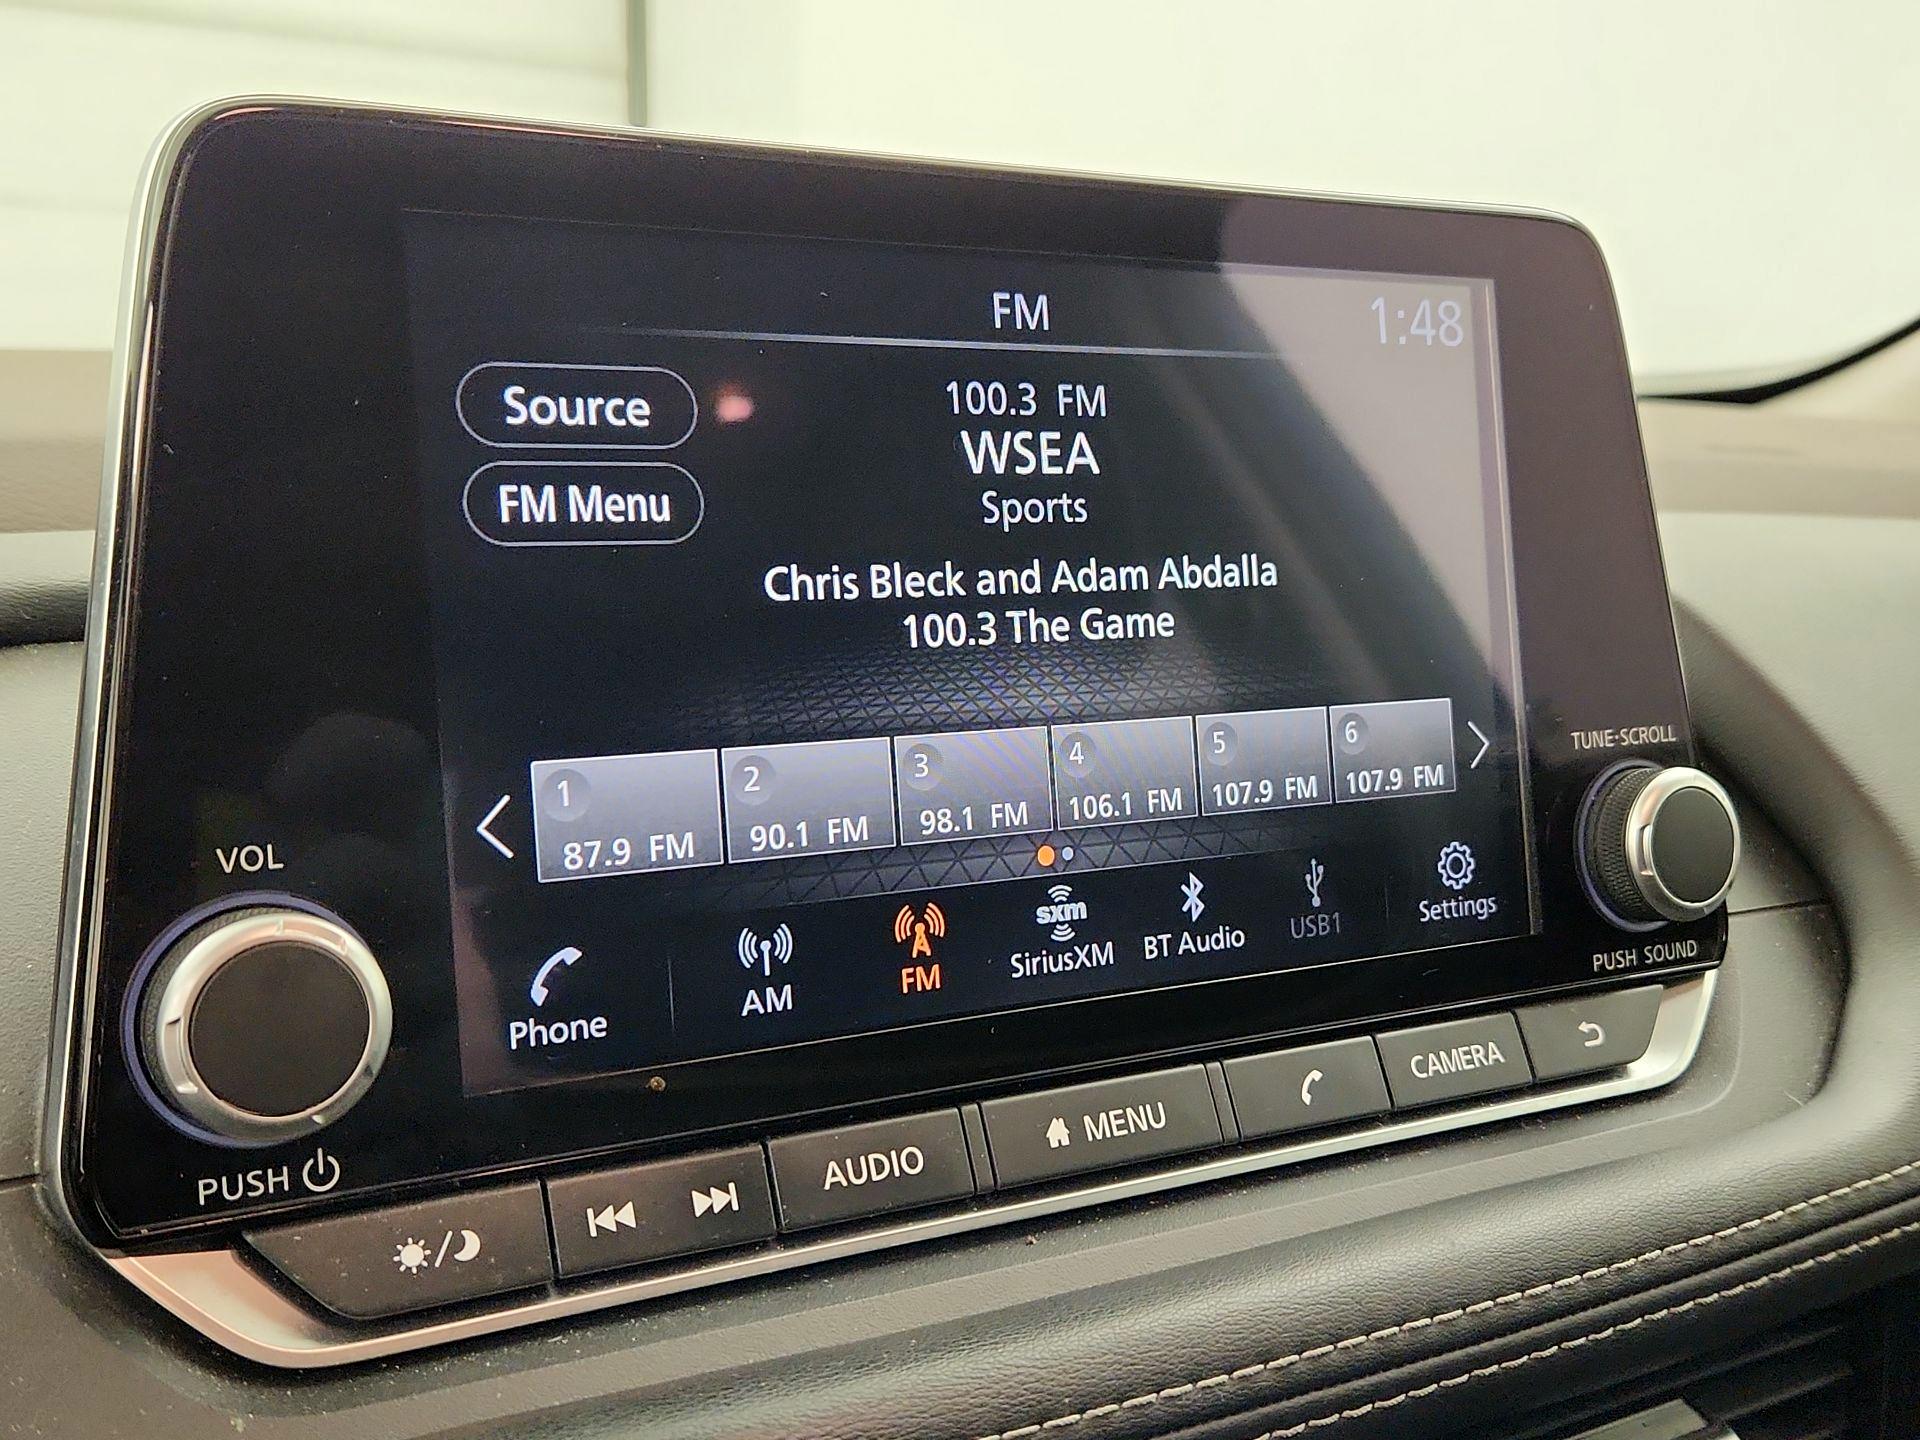 FM
1:48
Source
FM Menu
100.3 FM
WSEA
Sports
Chris Bleck and Adam Abdalla
100.3 The Game
1
87.9 FM
2
90.1 FM
3
98.1 FM
4
106.1 FM
5
107.9 FM
6
107.9 FM
Phone
AM
FM
sxm
SiriusXM
BT Audio
USB1
Settings
VOL
PUSH
TUNE·SCROLL
PUSH SOUND
AUDIO
MENU
CAMERA